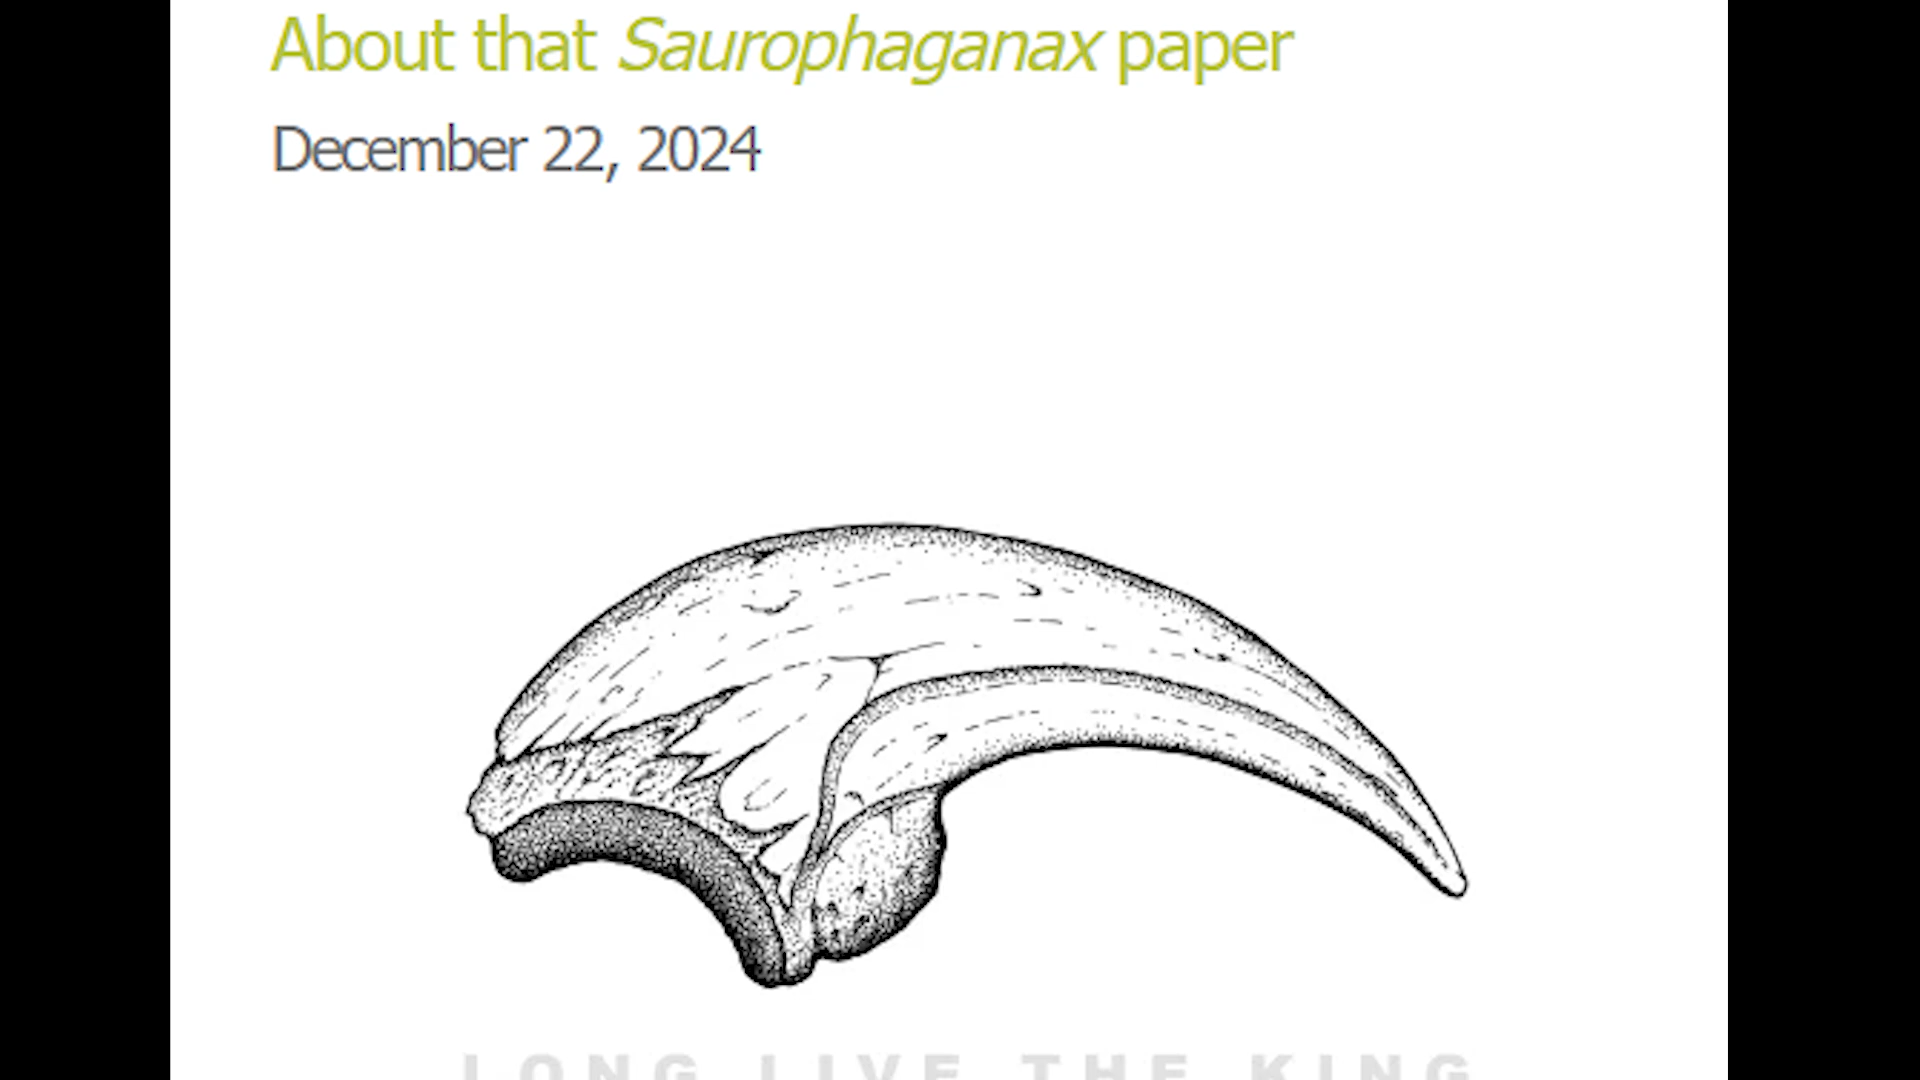 About that Saurophaganax paper
December 22, 2024
LONG LIVE THE KING